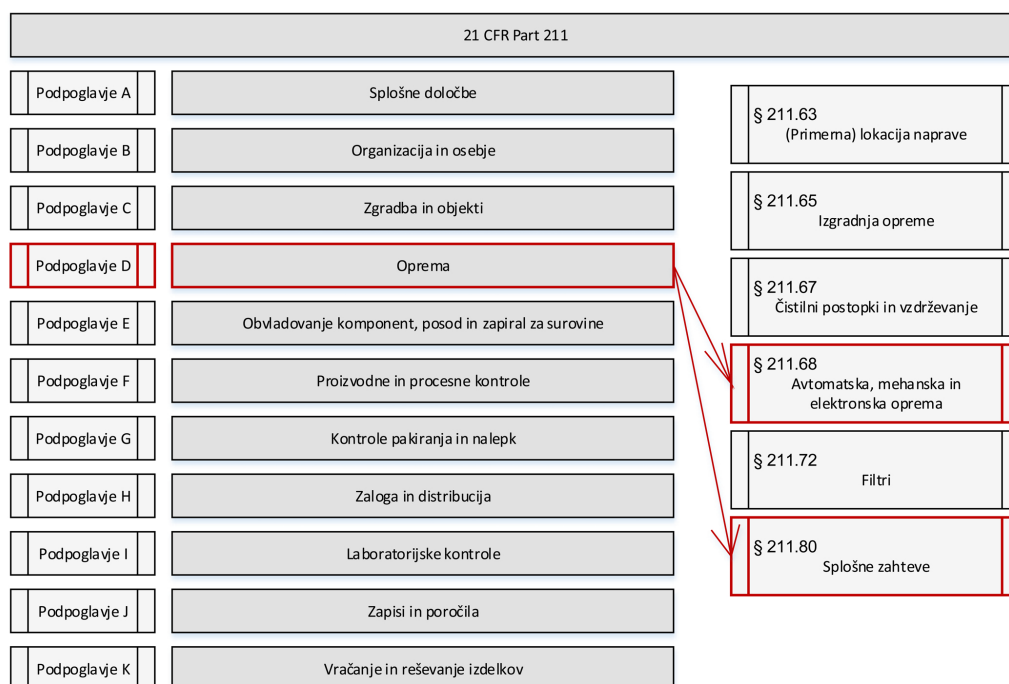 21 CFR Part 211
Podpoglavje A
Splošne določbe
Podpoglavje B
Organizacija in osebje
Podpoglavje C
Zgradba in objekti
Podpoglavje D
Oprema
Podpoglavje E
Obvladovanje komponent, posod in zapiral za surovine
Podpoglavje F
Proizvodne in procesne kontrole
Podpoglavje G
Kontrole pakiranja in nalepk
Podpoglavje H
Zaloga in distribucija
Podpoglavje I
Laboratorijske kontrole
Podpoglavje J
Zapisi in poročila
Podpoglavje K
Vračanje in reševanje izdelkov
§ 211.63
(Primerna) lokacija naprave
§ 211.65
Izgradnja opreme
§ 211.67
Čistilni postopki in vzdrževanje
§ 211.68
Avtomatska, mehanska in
elektronska oprema
§ 211.72
Filtri
§ 211.80
Splošne zahteve